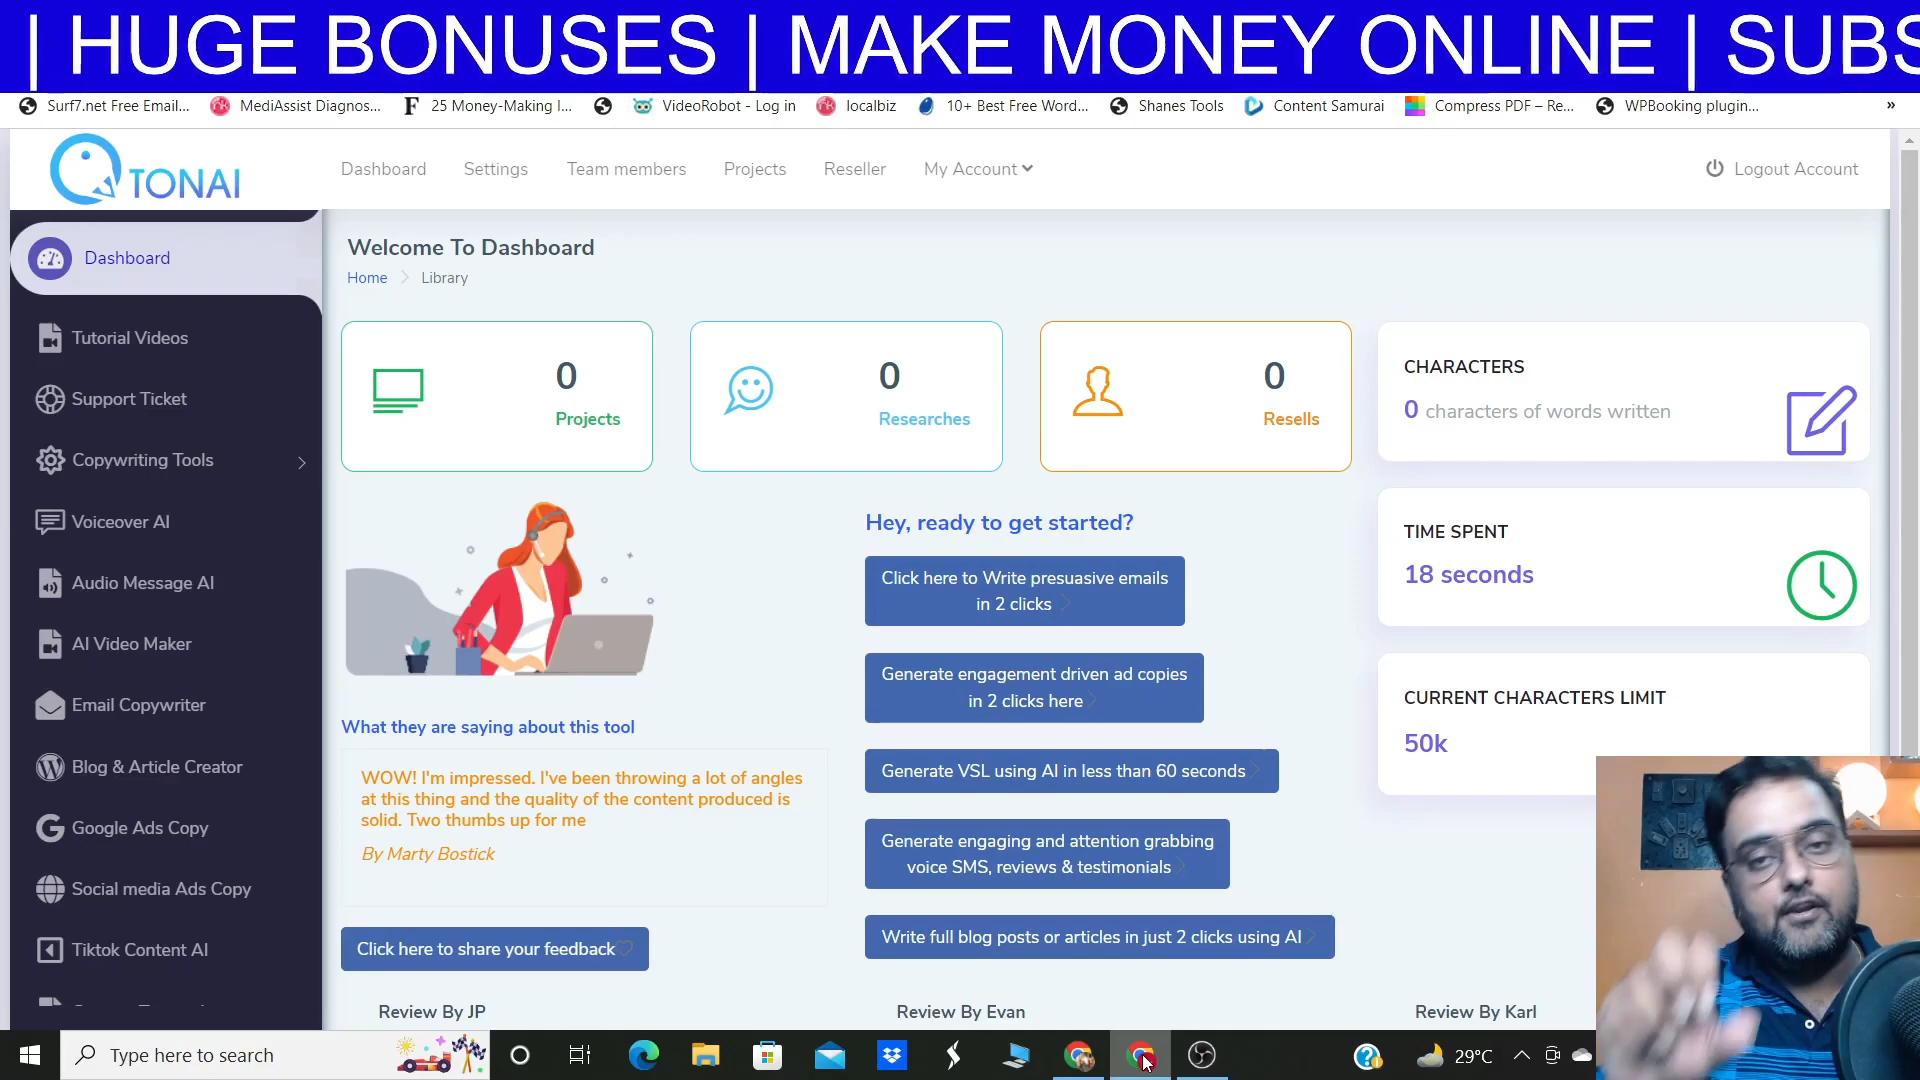 | HUGE BONUSES | MAKE MONEY ONLINE | SUBS
Surf7.net Free Email... MediAssist Diagnos... 25 Money-Making I... VideoRobot - Log in localbiz 10+ Best Free Word... Shanes Tools Content Samurai Compress PDF – Re... WPBooking plugin... »
QTONAI
Dashboard Settings Team members Projects Reseller My Account Logout Account
Dashboard
Tutorial Videos
Support Ticket
Copywriting Tools
Voiceover AI
Audio Message AI
AI Video Maker
Email Copywriter
Blog & Article Creator
Google Ads Copy
Social media Ads Copy
Tiktok Content AI
Welcome To Dashboard
Home Library
0
Projects
0
Researches
0
Resells
CHARACTERS
0 characters of words written
TIME SPENT
18 seconds
CURRENT CHARACTERS LIMIT
50k
Hey, ready to get started?
Click here to Write presuasive emails
in 2 clicks
Generate engagement driven ad copies
in 2 clicks here
Generate VSL using AI in less than 60 seconds
Generate engaging and attention grabbing
voice SMS, reviews & testimonials
Write full blog posts or articles in just 2 clicks using AI
What they are saying about this tool
WOW! I'm impressed. I've been throwing a lot of angles
at this thing and the quality of the content produced is
solid. Two thumbs up for me
By Marty Bostick
Click here to share your feedback
Review By JP Review By Evan Review By Karl
Type here to search
29°C